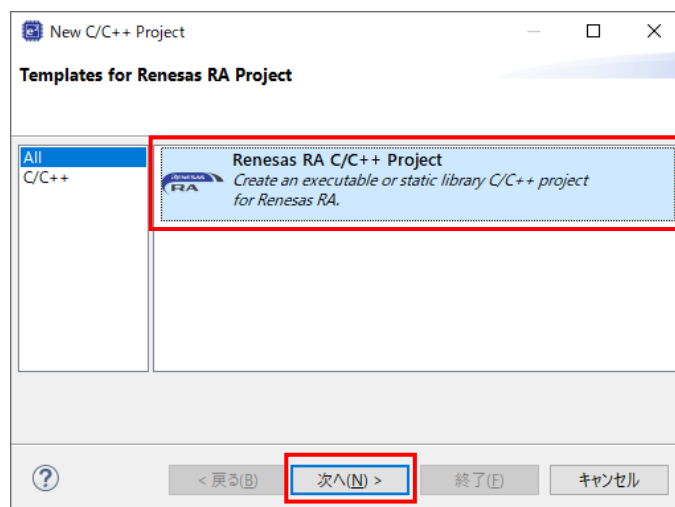 New C/C++ Project
Templates for Renesas RA Project
All
C/C++
Renesas RA C/C++ Project
Create an executable or static library C/C++ project
for Renesas RA.
RENESAS
RA
< 戻る(B)
次へ(N) >
終了(F)
キャンセル